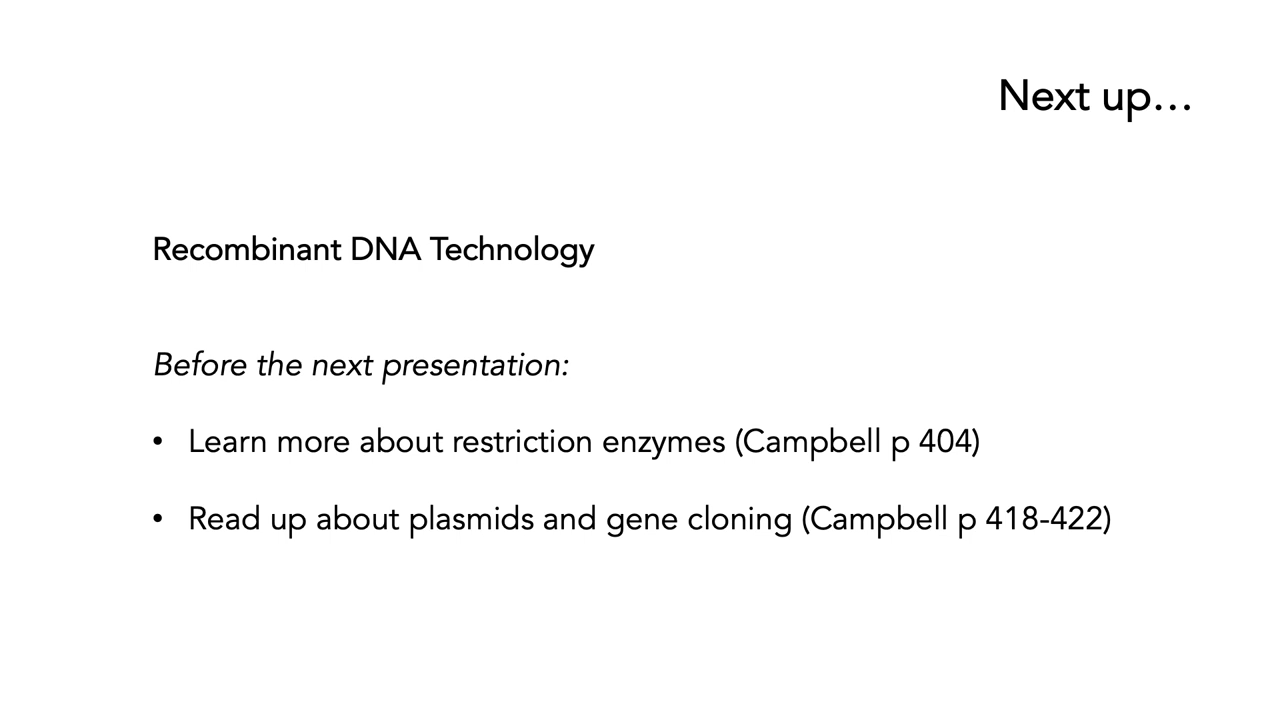 Next up…
Recombinant DNA Technology
Before the next presentation:
• Learn more about restriction enzymes (Campbell p 404)
• Read up about plasmids and gene cloning (Campbell p 418-422)